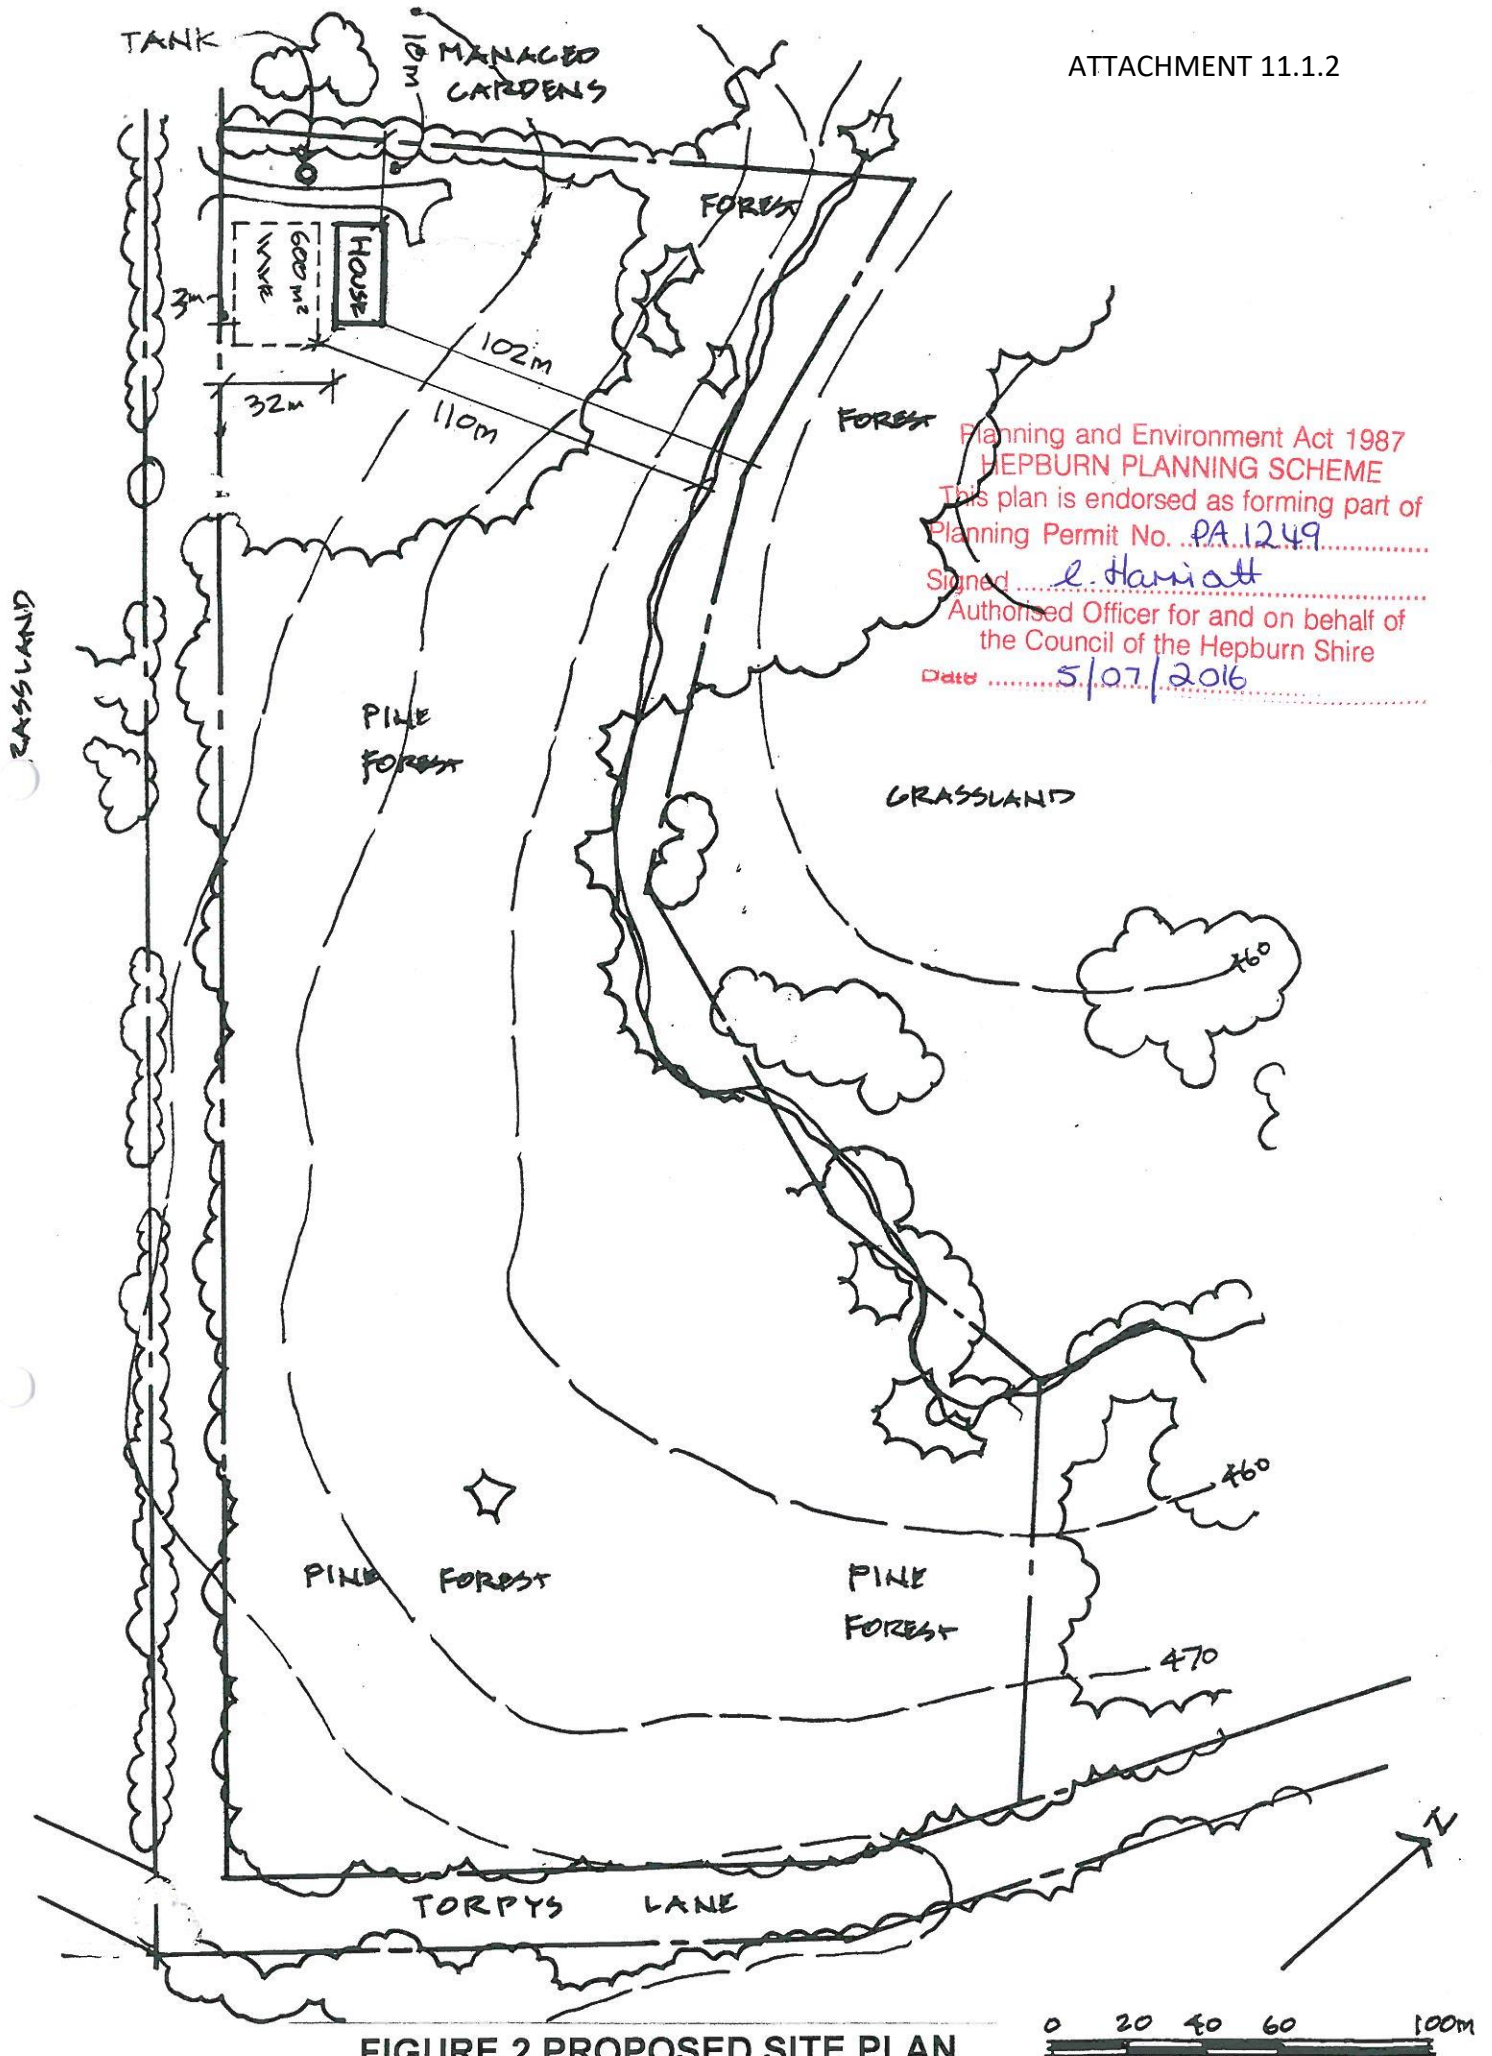 ATTACHMENT 11.1.2
TANK
10m
MANAGED
GARDENS
FOREST
HOUSE
600m²
3m
32m
102m
110m
FOREST
Planning and Environment Act 1987
HEPBURN PLANNING SCHEME
This plan is endorsed as forming part of
Planning Permit No. PA 1249
Signed
Authorised Officer for and on behalf of
the Council of the Hepburn Shire
Date 5/07/2016
RASSLAND
PINE
FOREST
GRASSLAND
460
460
PINE FOREST
PINE
FOREST
470
TORPYS LANE
N
FIGURE 2 PROPOSED SITE PLAN
0 20 40 60 100m